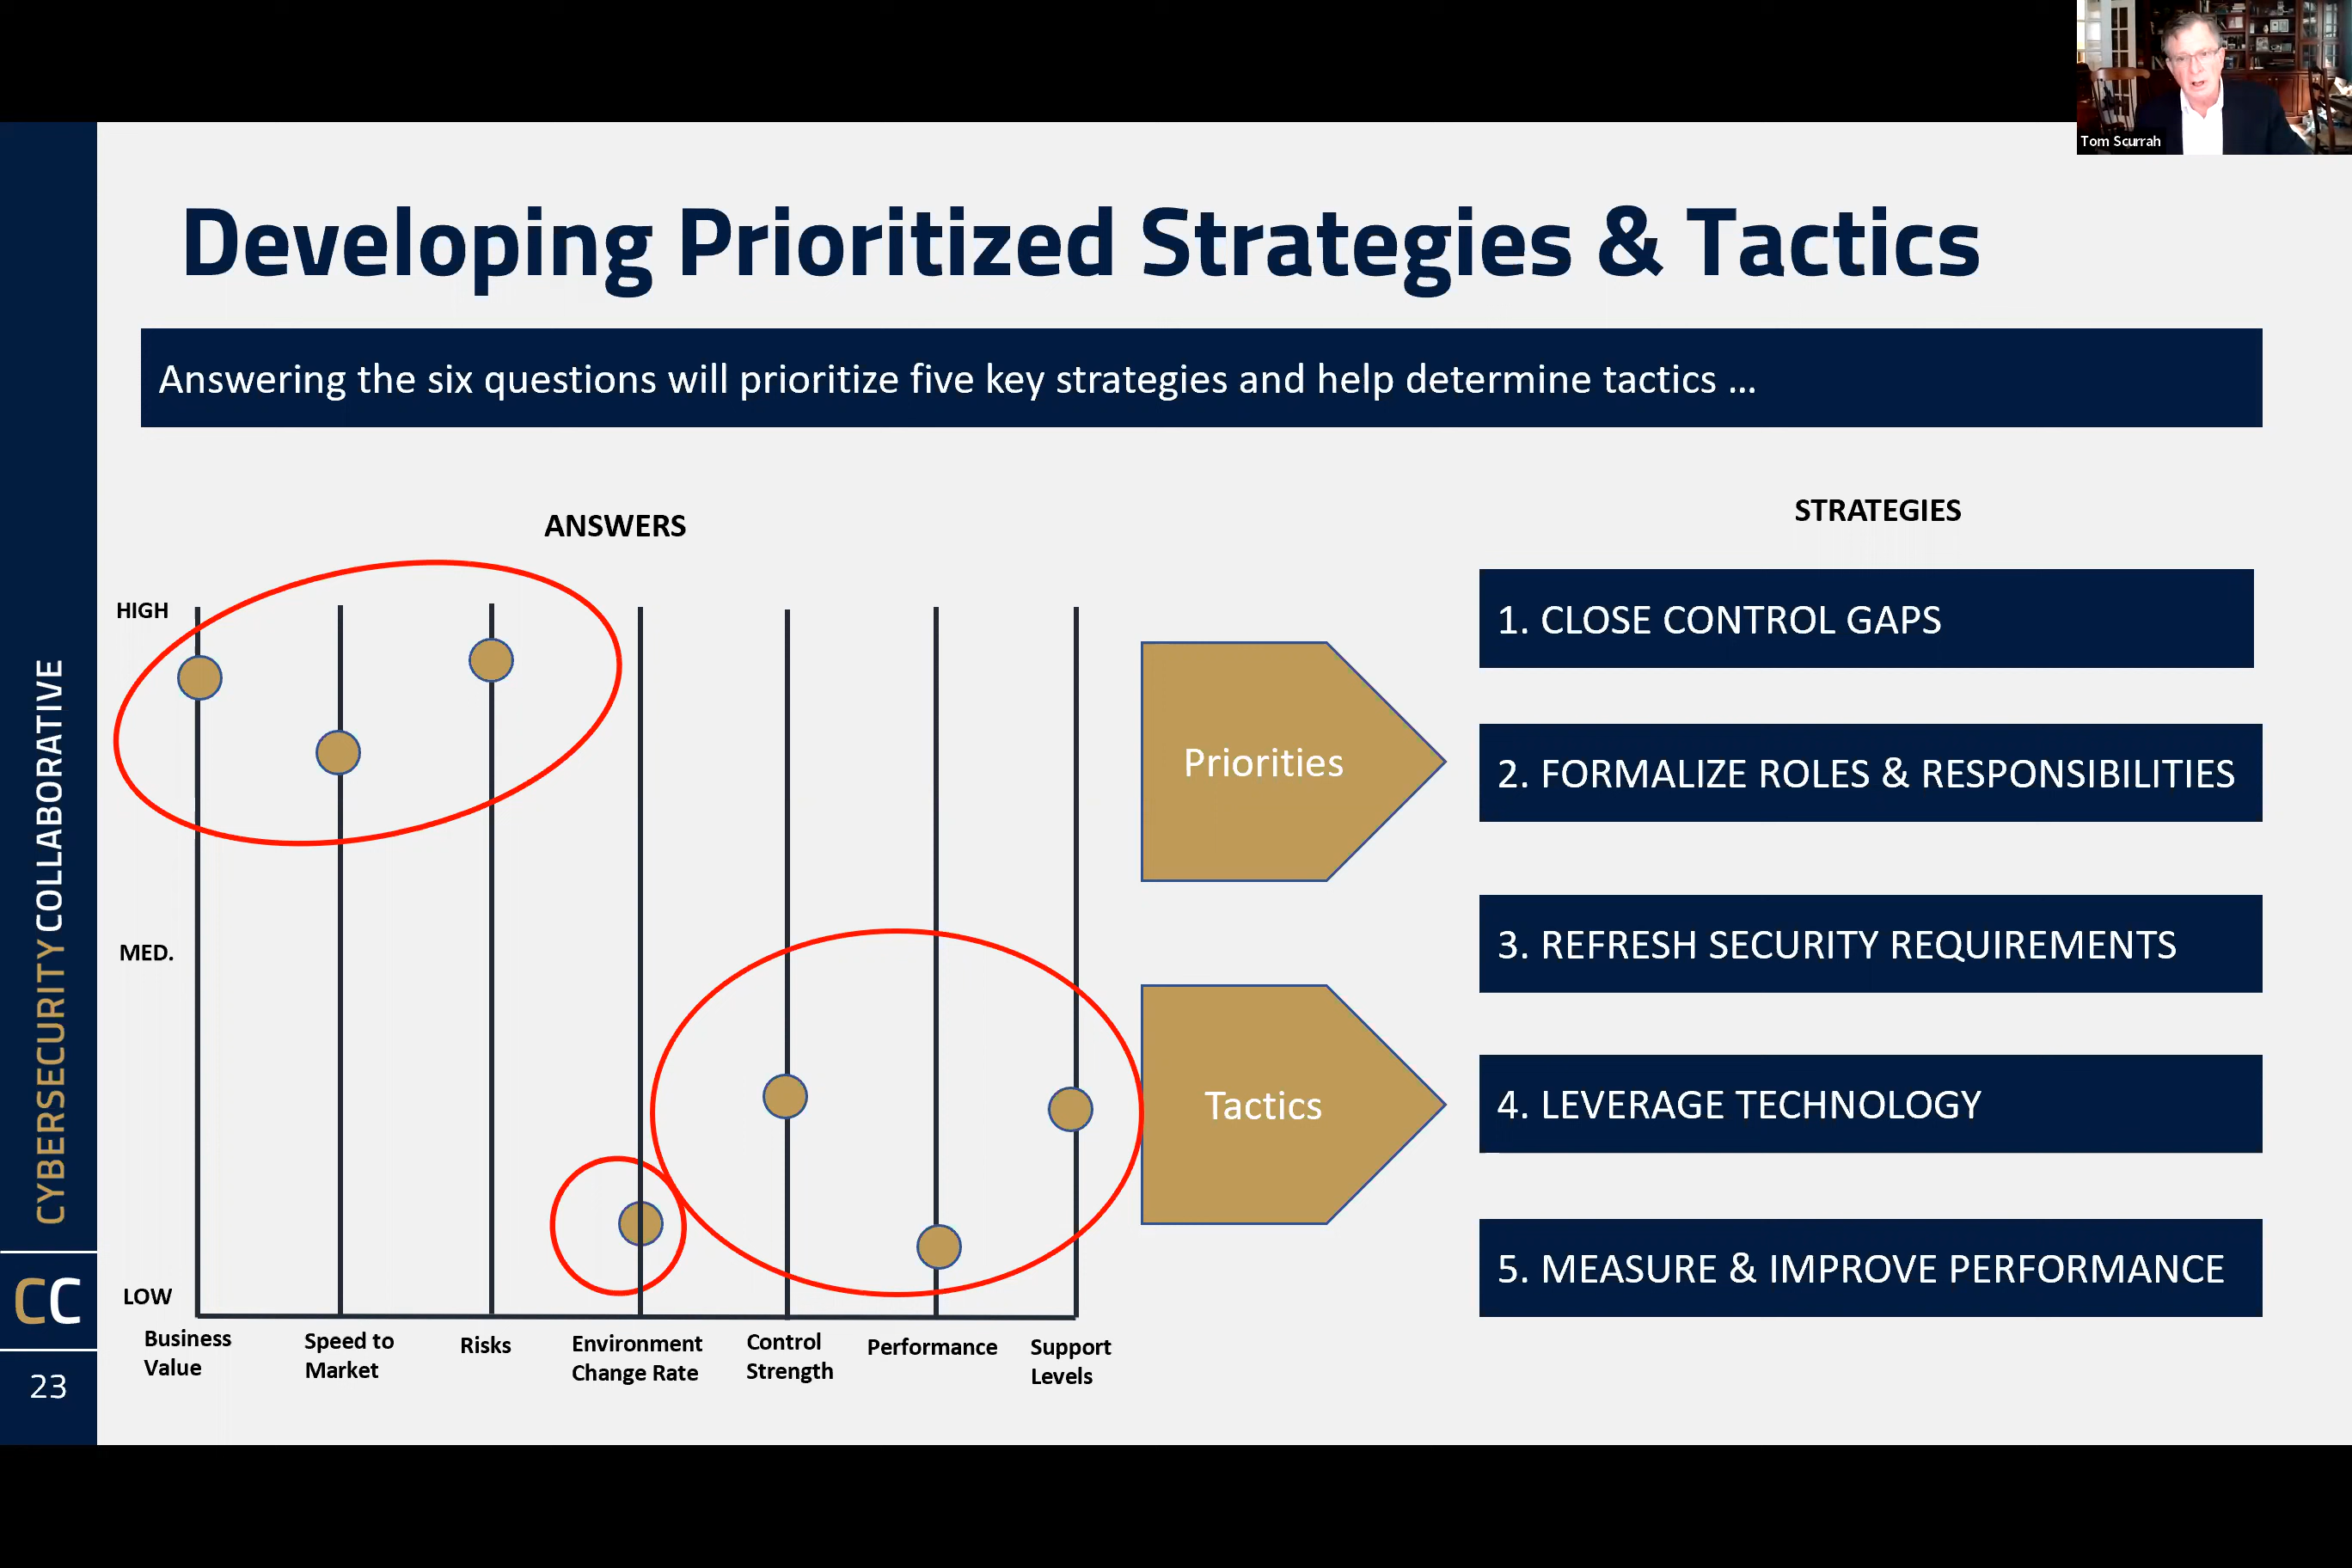 Tom Scurrah
Developing Prioritized Strategies & Tactics
Answering the six questions will prioritize five key strategies and help determine tactics ...
ANSWERS
HIGH
MED.
LOW
Business
Value
Speed to
Market
Risks
Environment
Change Rate
Control
Strength
Performance
Support
Levels
Priorities
Tactics
STRATEGIES
1. CLOSE CONTROL GAPS
2. FORMALIZE ROLES & RESPONSIBILITIES
3. REFRESH SECURITY REQUIREMENTS
4. LEVERAGE TECHNOLOGY
5. MEASURE & IMPROVE PERFORMANCE
CYBERSECURITY COLLABORATIVE
CC
23